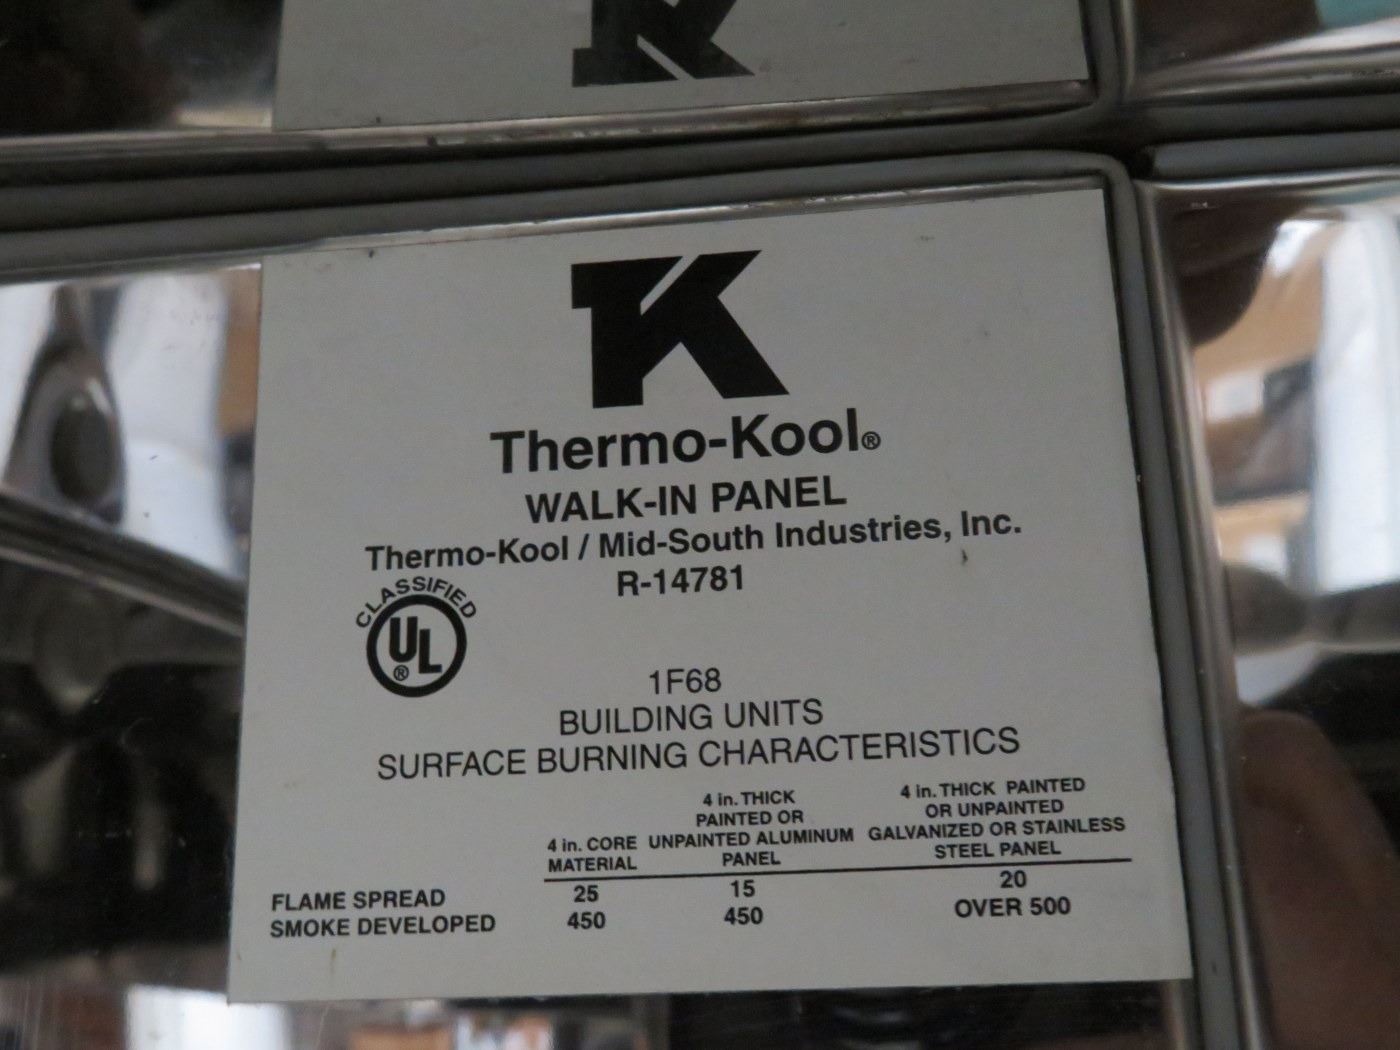 K
K
Thermo-Kool®
WALK-IN PANEL
Thermo-Kool / Mid-South Industries, Inc.
R-14781
CLASSIFIED
UL®
1F68
BUILDING UNITS
SURFACE BURNING CHARACTERISTICS
4 in. CORE MATERIAL
4 in. THICK PAINTED OR UNPAINTED ALUMINUM PANEL
4 in. THICK PAINTED OR UNPAINTED GALVANIZED OR STAINLESS STEEL PANEL
FLAME SPREAD 25 15 20
SMOKE DEVELOPED 450 450 OVER 500